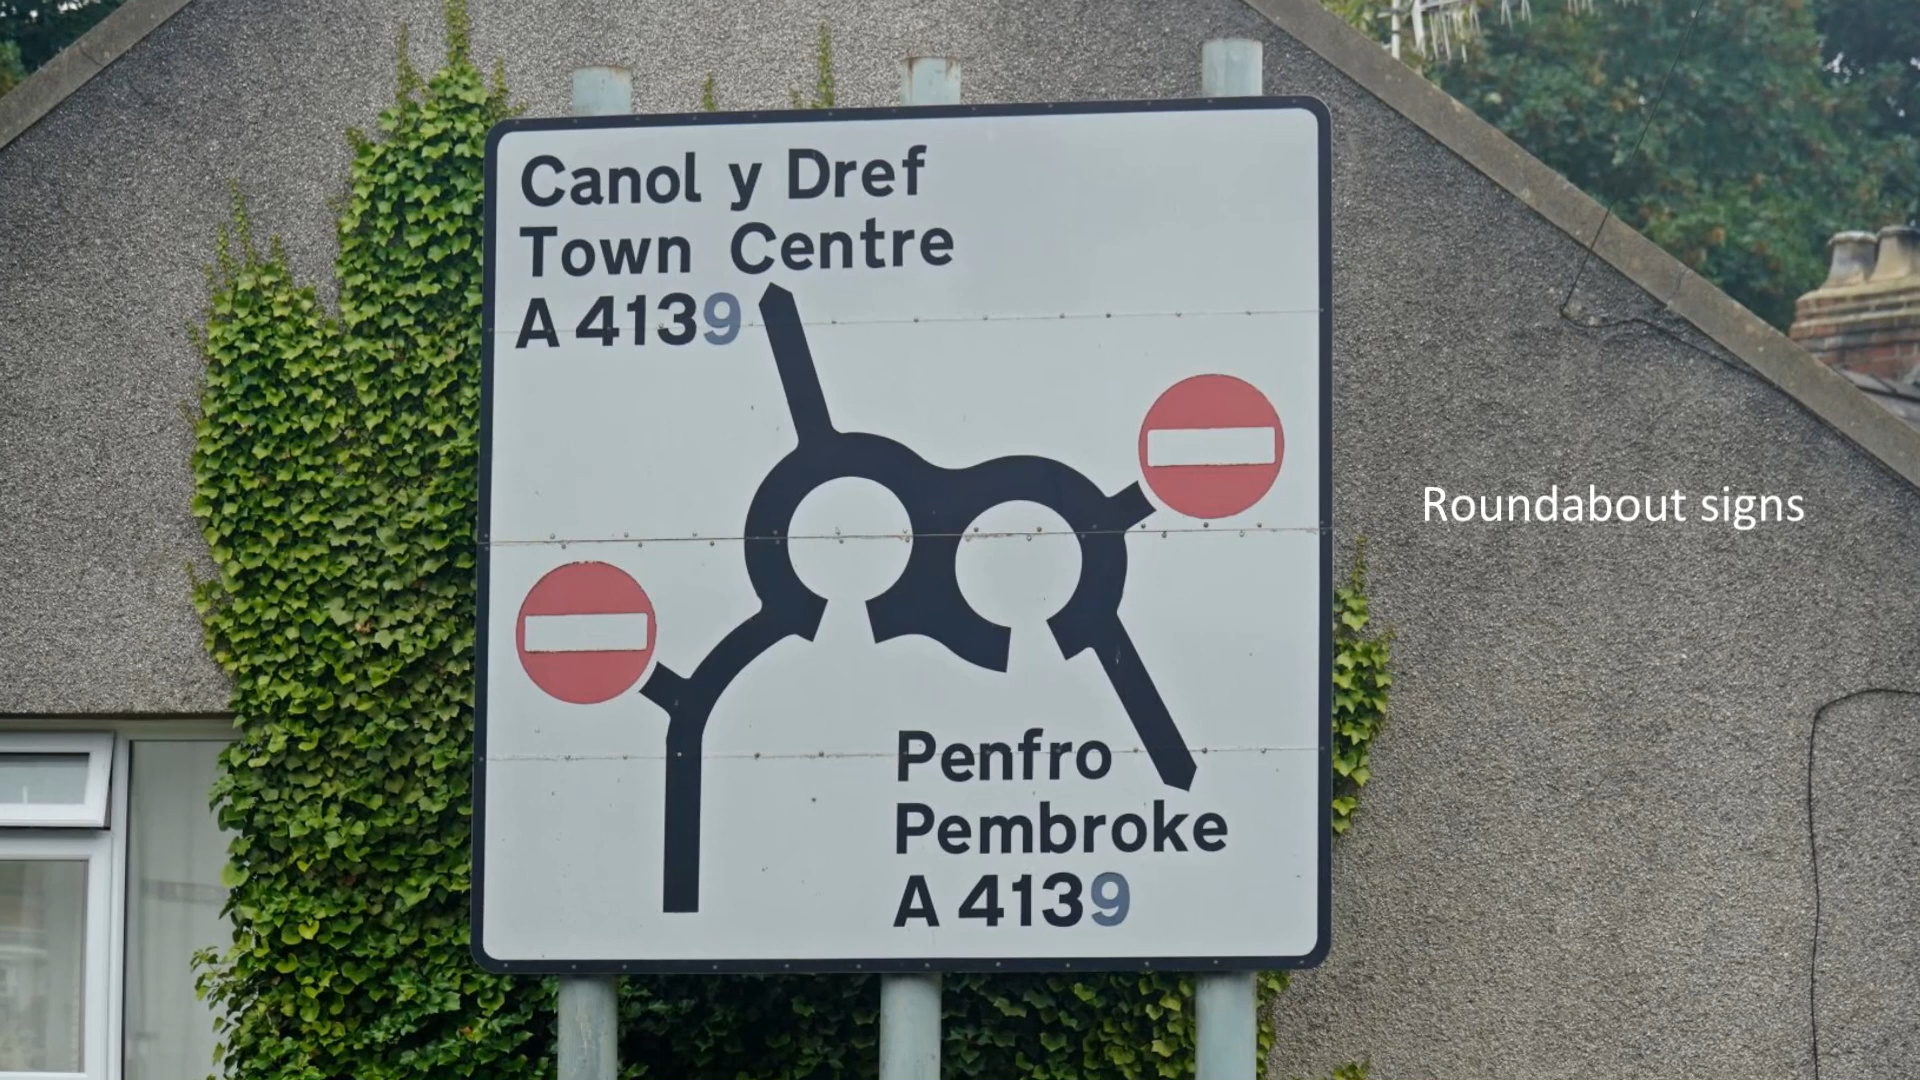 Canol y Dref
Town Centre
A 4139
Roundabout signs
Penfro
Pembroke
A 4139